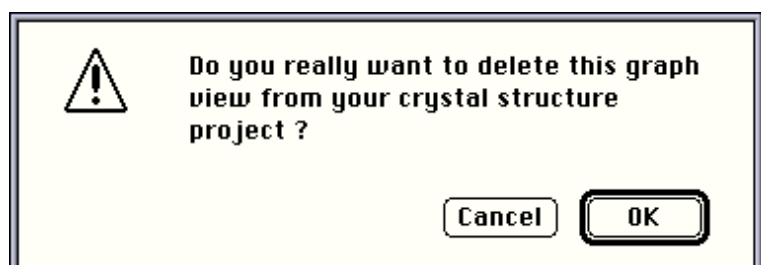 Do you really want to delete this graph
view from your crystal structure
project ?
Cancel OK